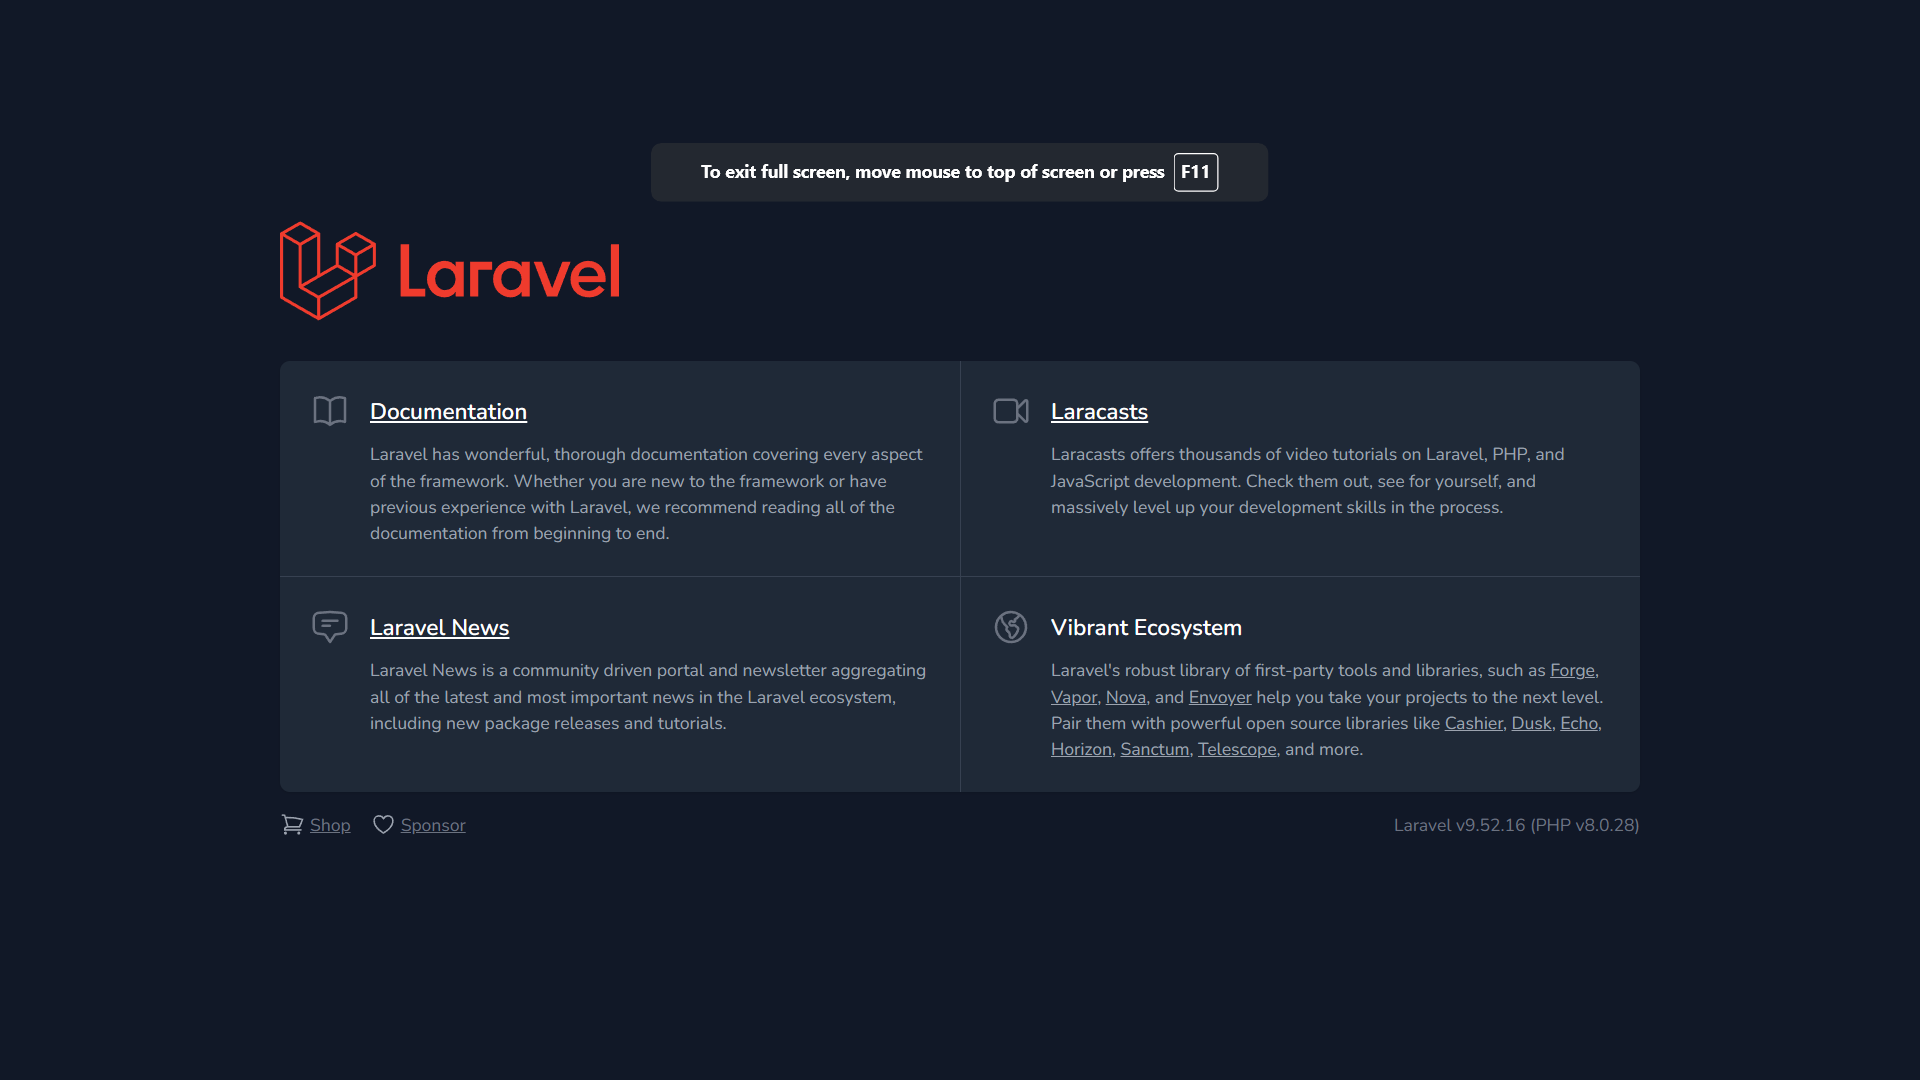 To exit full screen, move mouse to top of screen or press F11
Laravel
Documentation
Laravel has wonderful, thorough documentation covering every aspect
of the framework. Whether you are new to the framework or have
previous experience with Laravel, we recommend reading all of the
documentation from beginning to end.
Laracasts
Laracasts offers thousands of video tutorials on Laravel, PHP, and
JavaScript development. Check them out, see for yourself, and
massively level up your development skills in the process.
Laravel News
Laravel News is a community driven portal and newsletter aggregating
all of the latest and most important news in the Laravel ecosystem,
including new package releases and tutorials.
Vibrant Ecosystem
Laravel's robust library of first-party tools and libraries, such as Forge,
Vapor, Nova, and Envoyer help you take your projects to the next level.
Pair them with powerful open source libraries like Cashier, Dusk, Echo,
Horizon, Sanctum, Telescope, and more.
Shop Sponsor
Laravel v9.52.16 (PHP v8.0.28)